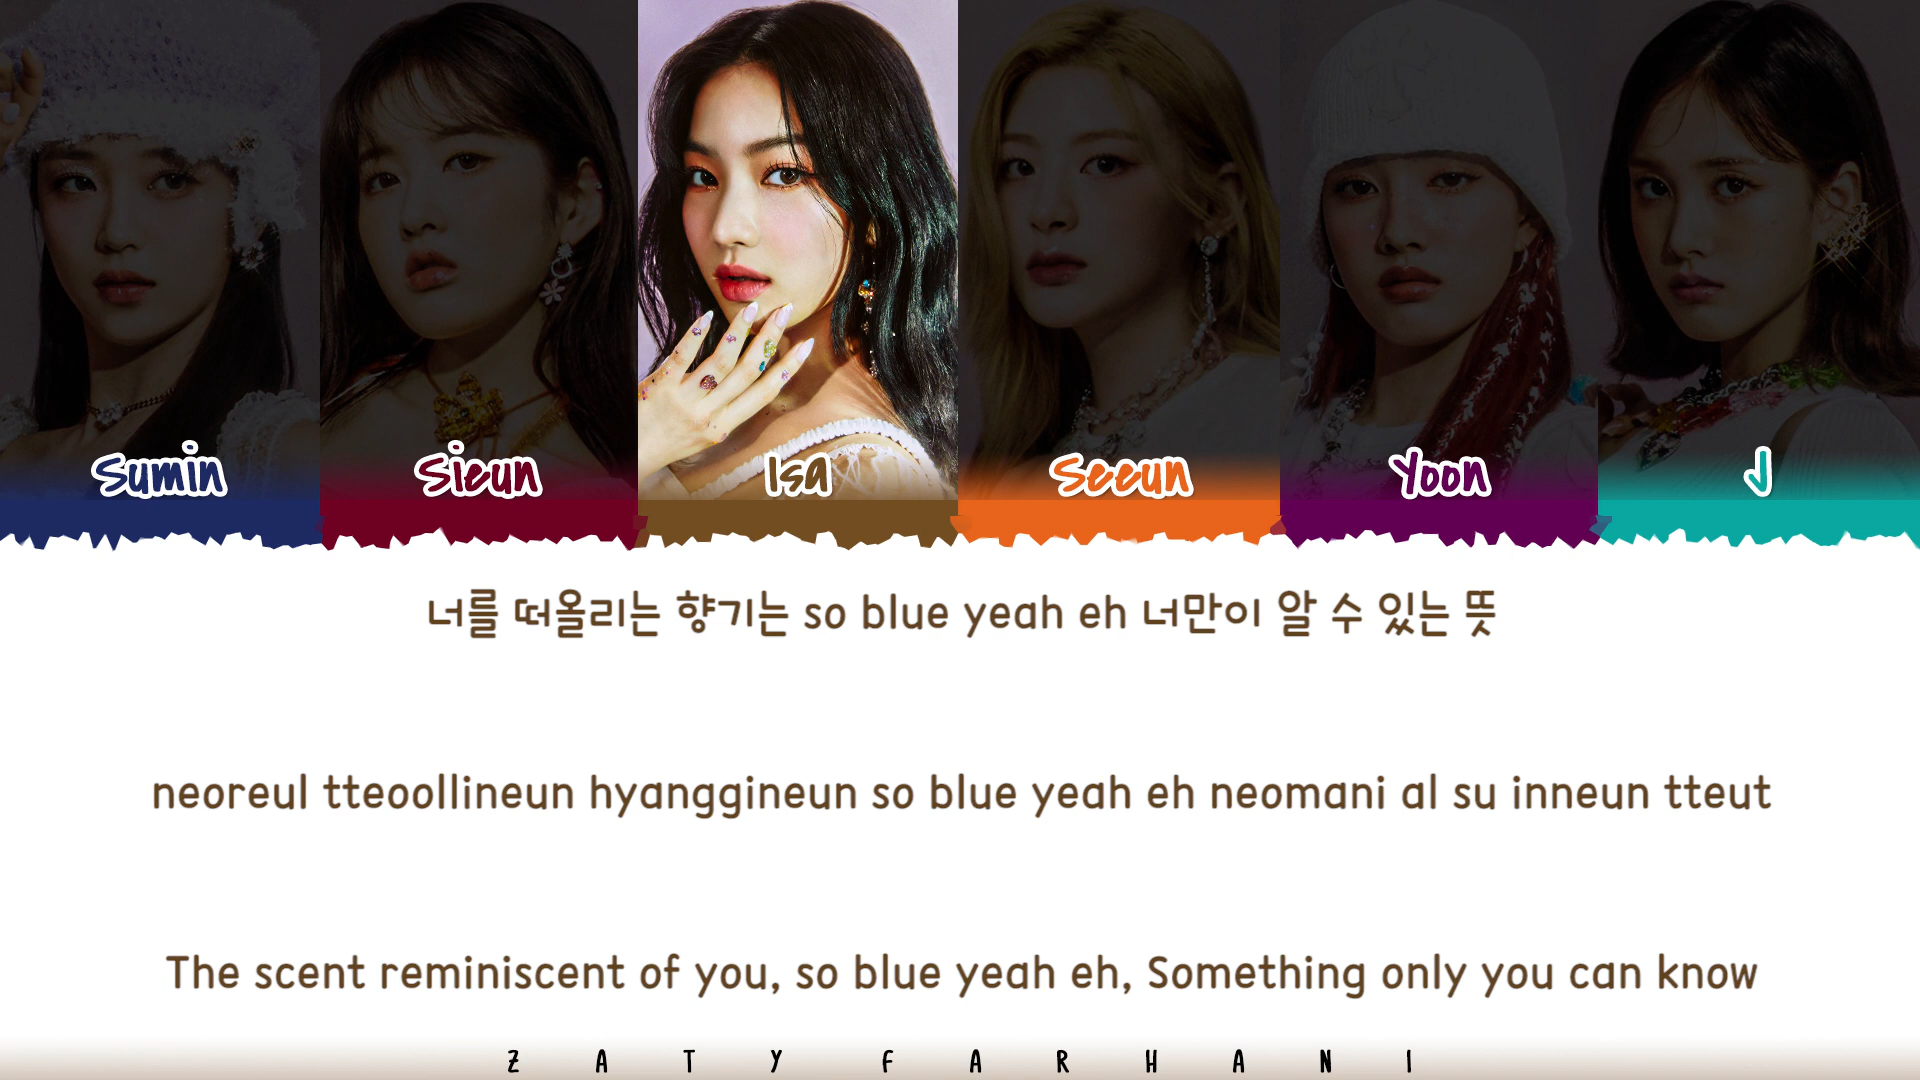 Sumin Sieun Isa Seeun Yoon J
너를 떠올리는 향기는 so blue yeah eh 너만이 알 수 있는 뜻
neoreul tteoollineun hyanggineun so blue yeah eh neomani al su inneun tteut
The scent reminiscent of you, so blue yeah eh, Something only you can know
ZATY FARHANI